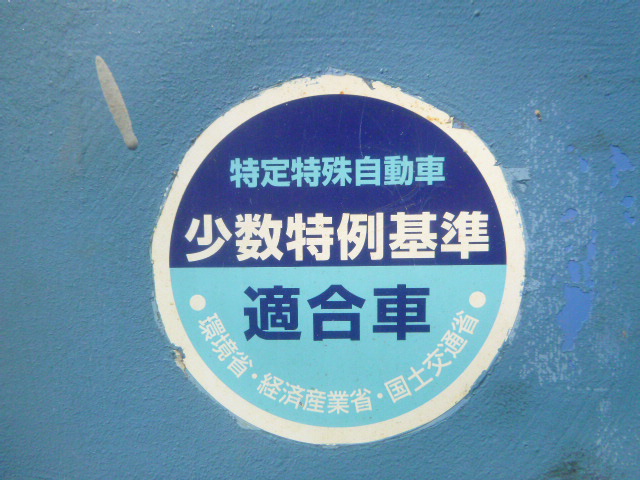 特定特殊自動車
少数特例基準
適合車
環境省・経済産業省・国土交通省